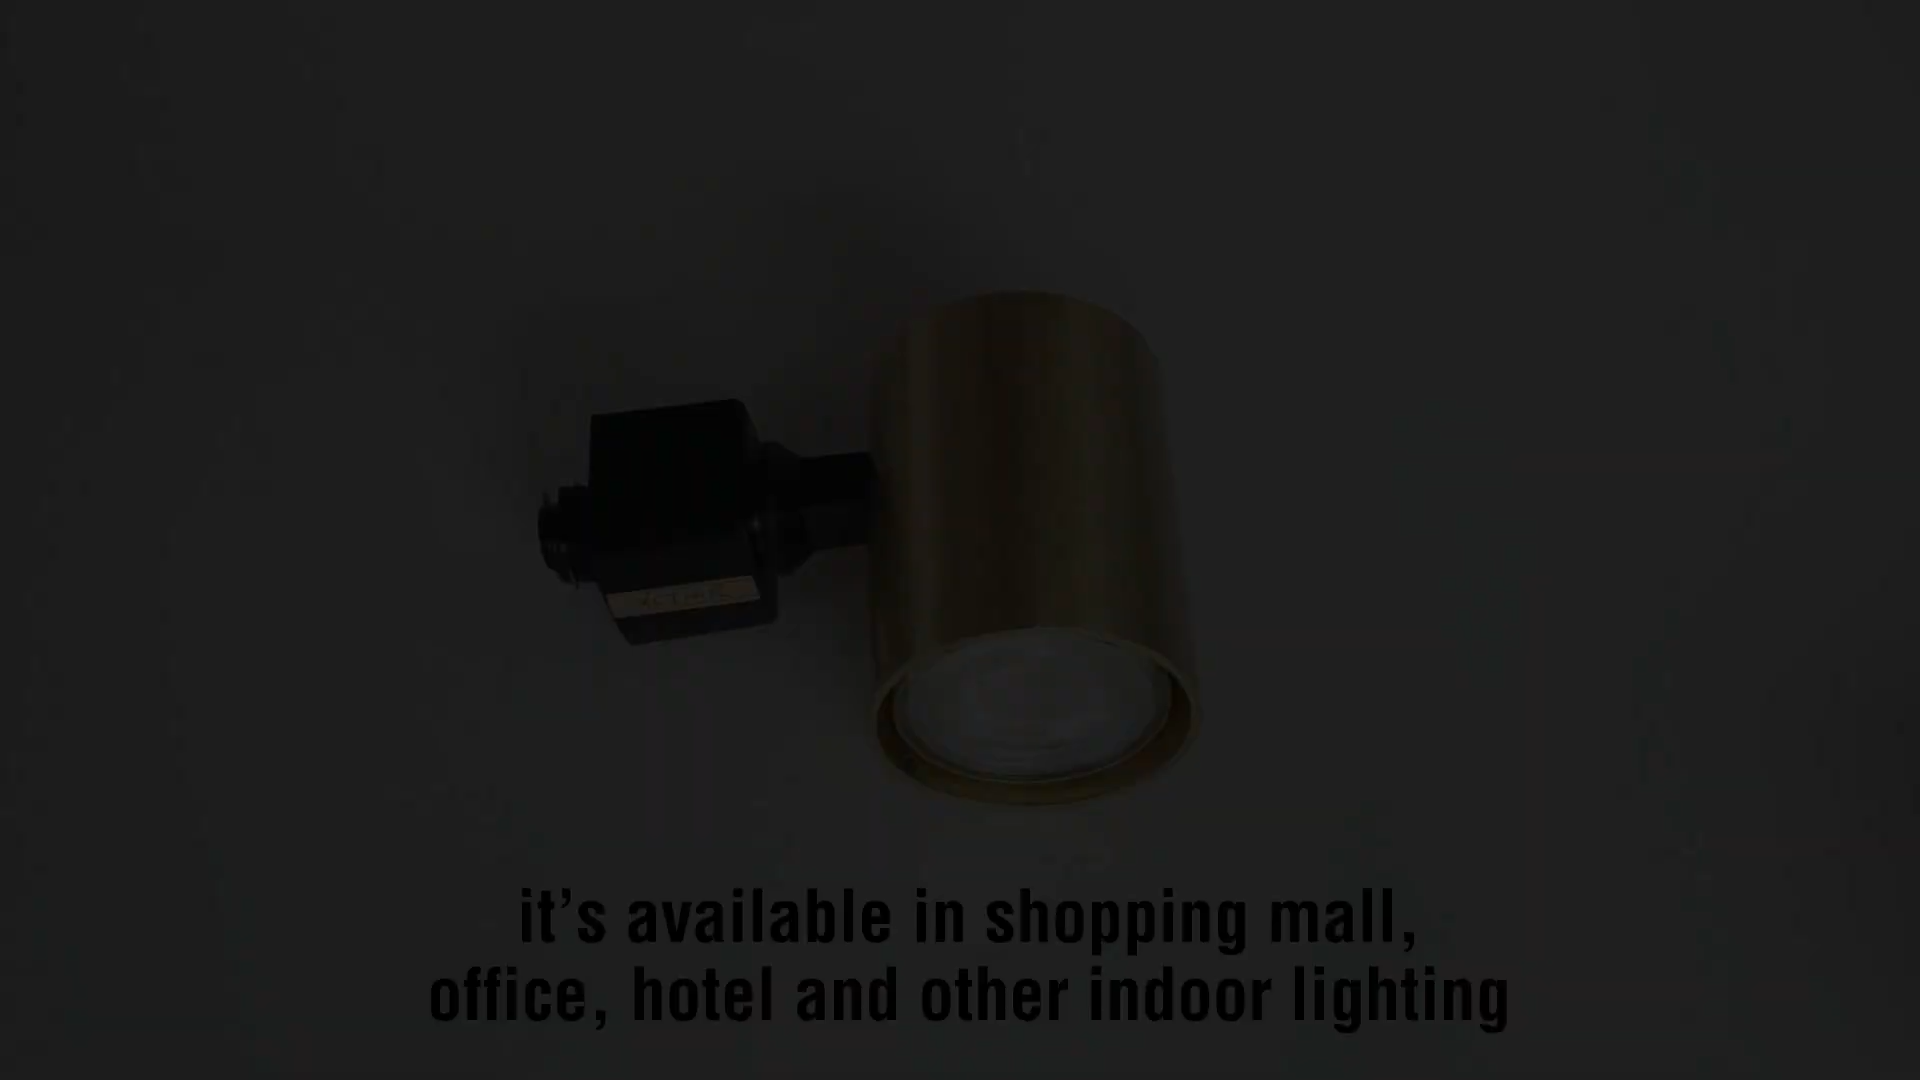 it’s available in shopping mall,
office, hotel and other indoor lighting